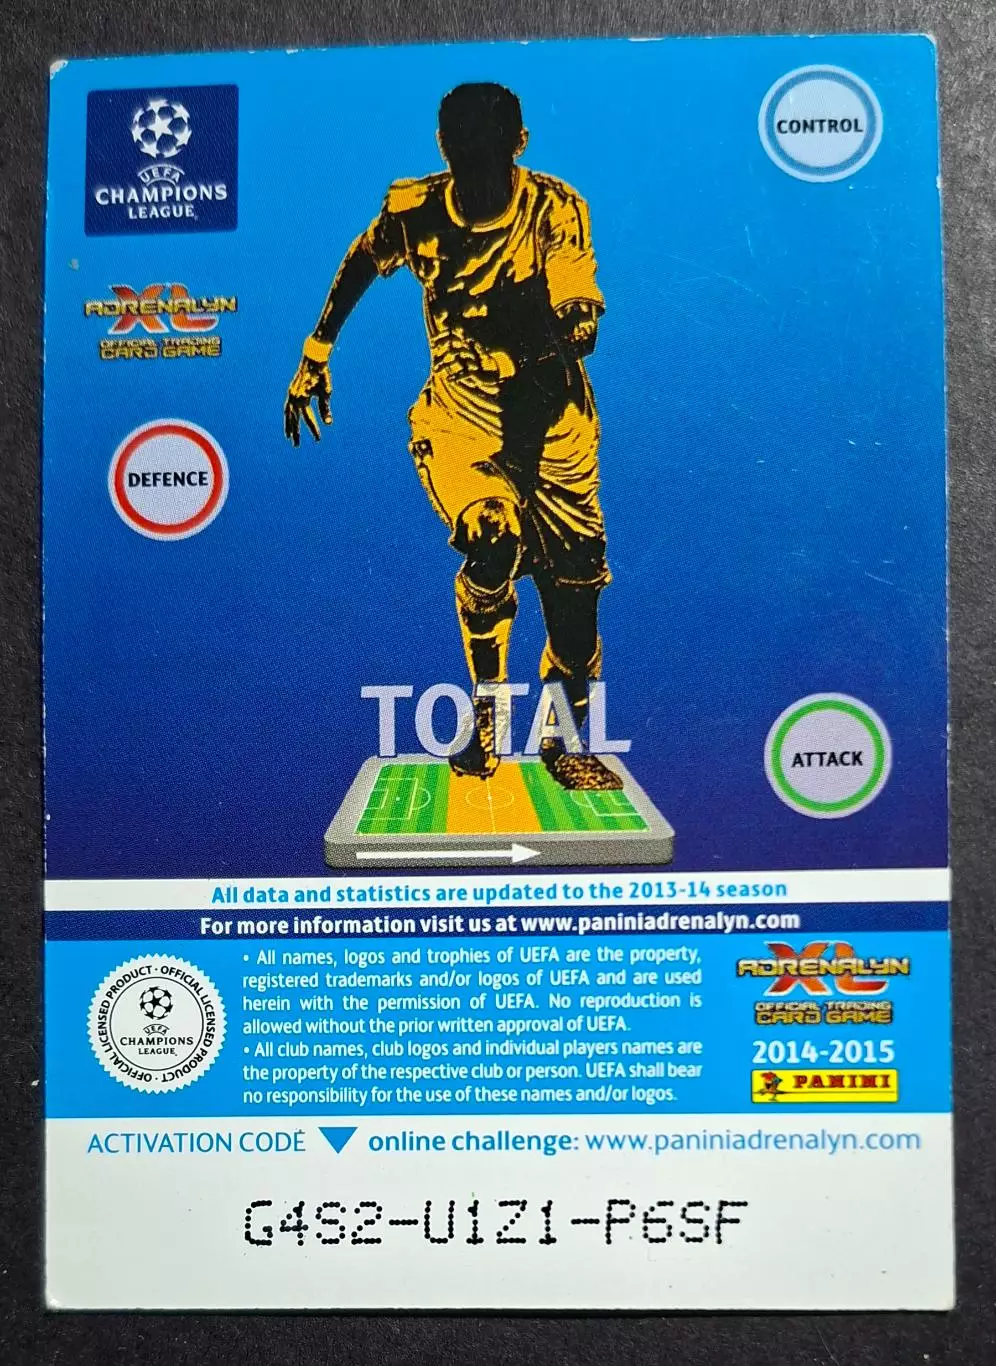 UEFA
CHAMPIONS
LEAGUE
CONTROL
ADRENALYN
XL
OFFICIAL TRADING
CARD GAME
DEFENCE
TOTAL
ATTACK
All data and statistics are updated to the 2013-14 season
For more information visit us at www.paniniadrenalyn.com
OFFICIAL LICENSED PRODUCT · OFFICIAL LICENSED PRODUCT ·
UEFA
CHAMPIONS
LEAGUE
• All names, logos and trophies of UEFA are the property,
registered trademarks and/or logos of UEFA and are used
herein with the permission of UEFA. No reproduction is
allowed without the prior written approval of UEFA.
• All club names, club logos and individual players names are
the property of the respective club or person. UEFA shall bear
no responsibility for the use of these names and/or logos.
ADRENALYN
XL
OFFICIAL TRADING
CARD GAME
2014-2015
PANINI
ACTIVATION CODE ▼ online challenge: www.paniniadrenalyn.com
G4S2-U1Z1-P6SF